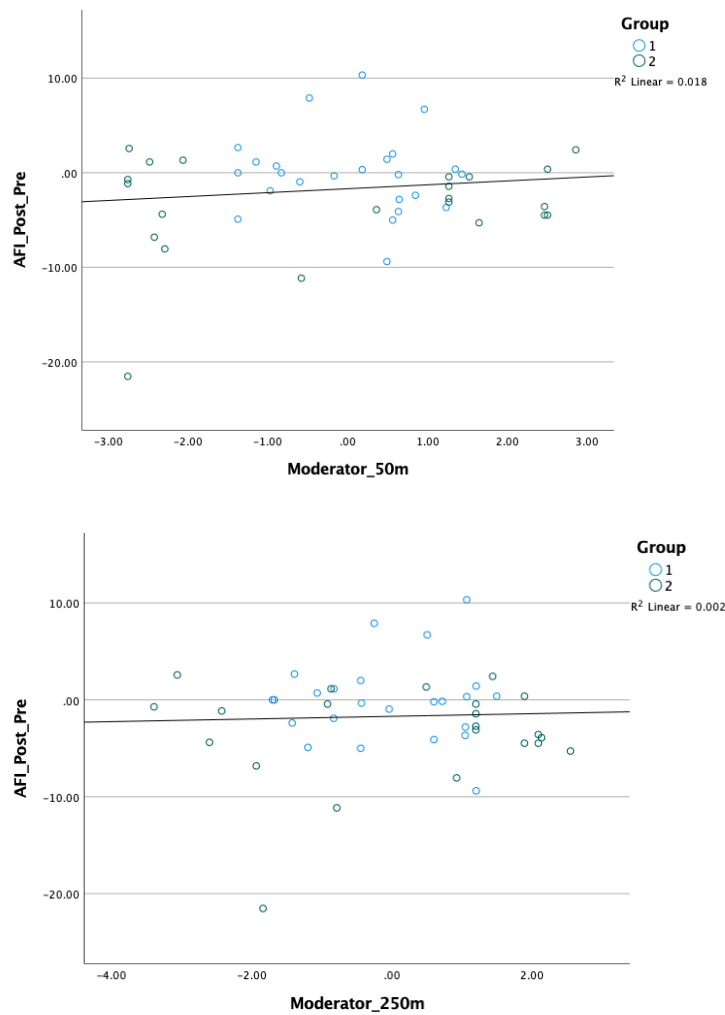 Group
1
2
R² Linear = 0.018
10.00
.00
-10.00
-20.00
AFI_Post_Pre
-3.00 -2.00 -1.00 .00 1.00 2.00 3.00
Moderator_50m
Group
1
2
R² Linear = 0.002
10.00
.00
-10.00
-20.00
AFI_Post_Pre
-4.00 -2.00 .00 2.00
Moderator_250m